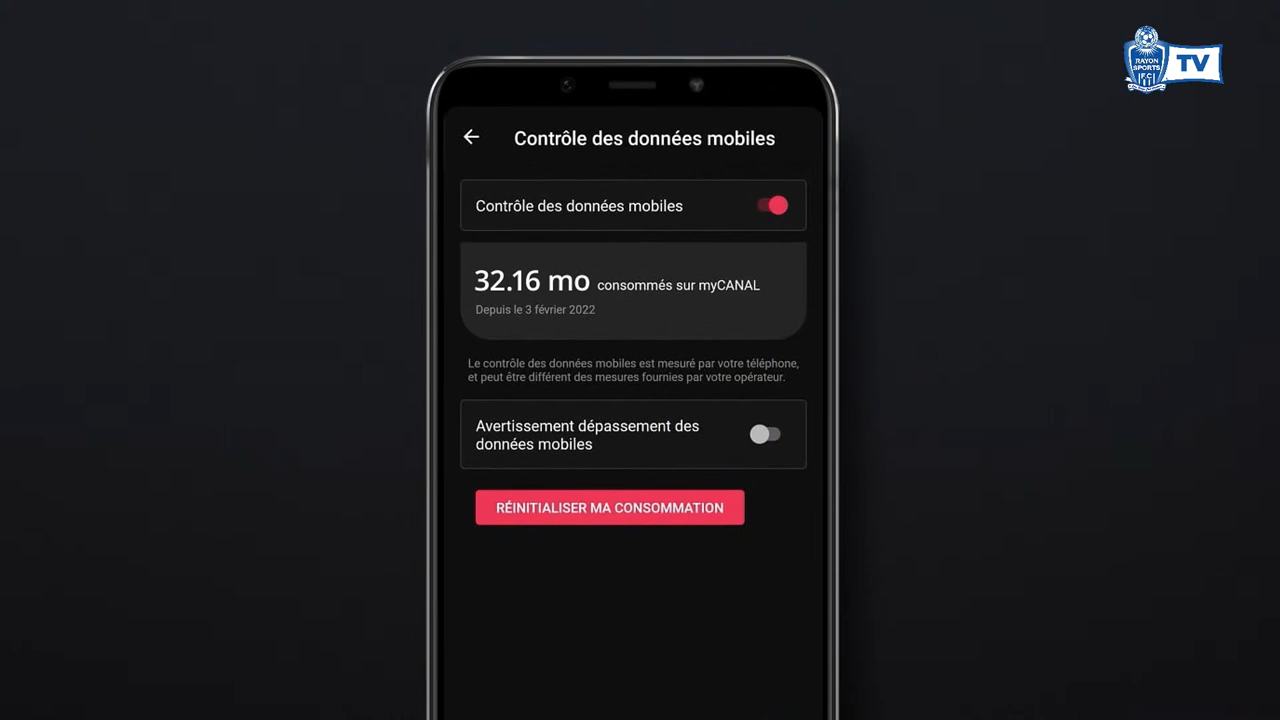 RAYON
SPORTS
F.C
TV
Contrôle des données mobiles
Contrôle des données mobiles
32.16 mo consommés sur myCANAL
Depuis le 3 février 2022
Le contrôle des données mobiles est mesuré par votre téléphone,
et peut être différent des mesures fournies par votre opérateur.
Avertissement dépassement des
données mobiles
RÉINITIALISER MA CONSOMMATION